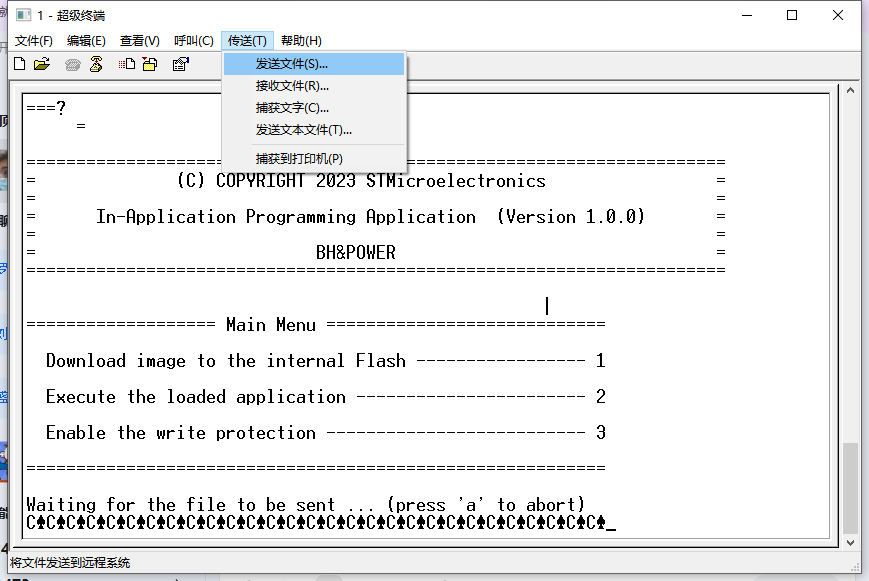 1 - 超级终端
文件(F) 编辑(E) 查看(V) 呼叫(C) 传送(T) 帮助(H)
发送文件(S)...
接收文件(R)...
捕获文字(C)...
发送文本文件(T)...
捕获到打印机(P)
===?
=
======================================================================
= (C) COPYRIGHT 2023 STMicroelectronics =
= =
= In-Application Programming Application (Version 1.0.0) =
= =
= BH&POWER =
======================================================================
=================== Main Menu ============================
Download image to the internal Flash ----------------- 1
Execute the loaded application ----------------------- 2
Enable the write protection -------------------------- 3
==========================================================
Waiting for the file to be sent ... (press 'a' to abort)
C♠C♠C♠C♠C♠C♠C♠C♠C♠C♠C♠C♠C♠C♠C♠C♠C♠C♠C♠C♠C♠C♠C♠C♠C♠C♠C♠C♠C♠_
将文件发送到远程系统